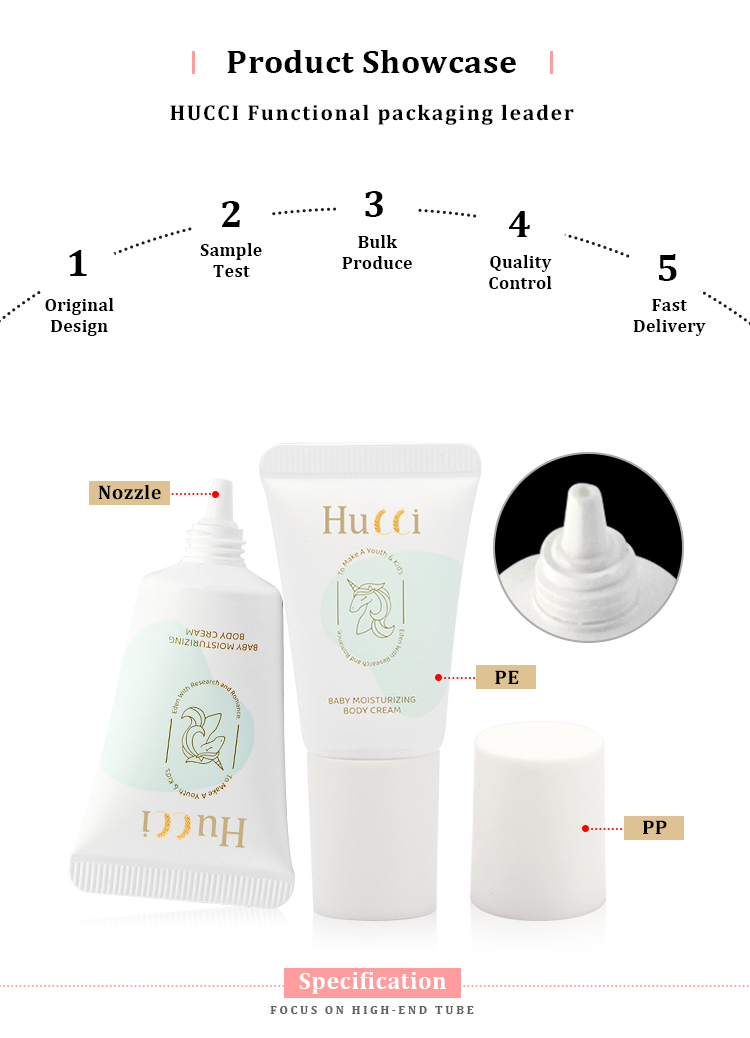 Product Showcase
HUCCI Functional packaging leader
1
Original
Design
2
Sample
Test
3
Bulk
Produce
4
Quality
Control
5
Fast
Delivery
Nozzle
Hucci
To Make A Youth & Kid's
Eden With Research and Romance
BABY MOISTURIZING
BODY CREAM
PE
BABY MOISTURIZING
BODY CREAM
Eden With Research and Romance
To Make A Youth & Kid's
Hucci
PP
Specification
FOCUS ON HIGH-END TUBE